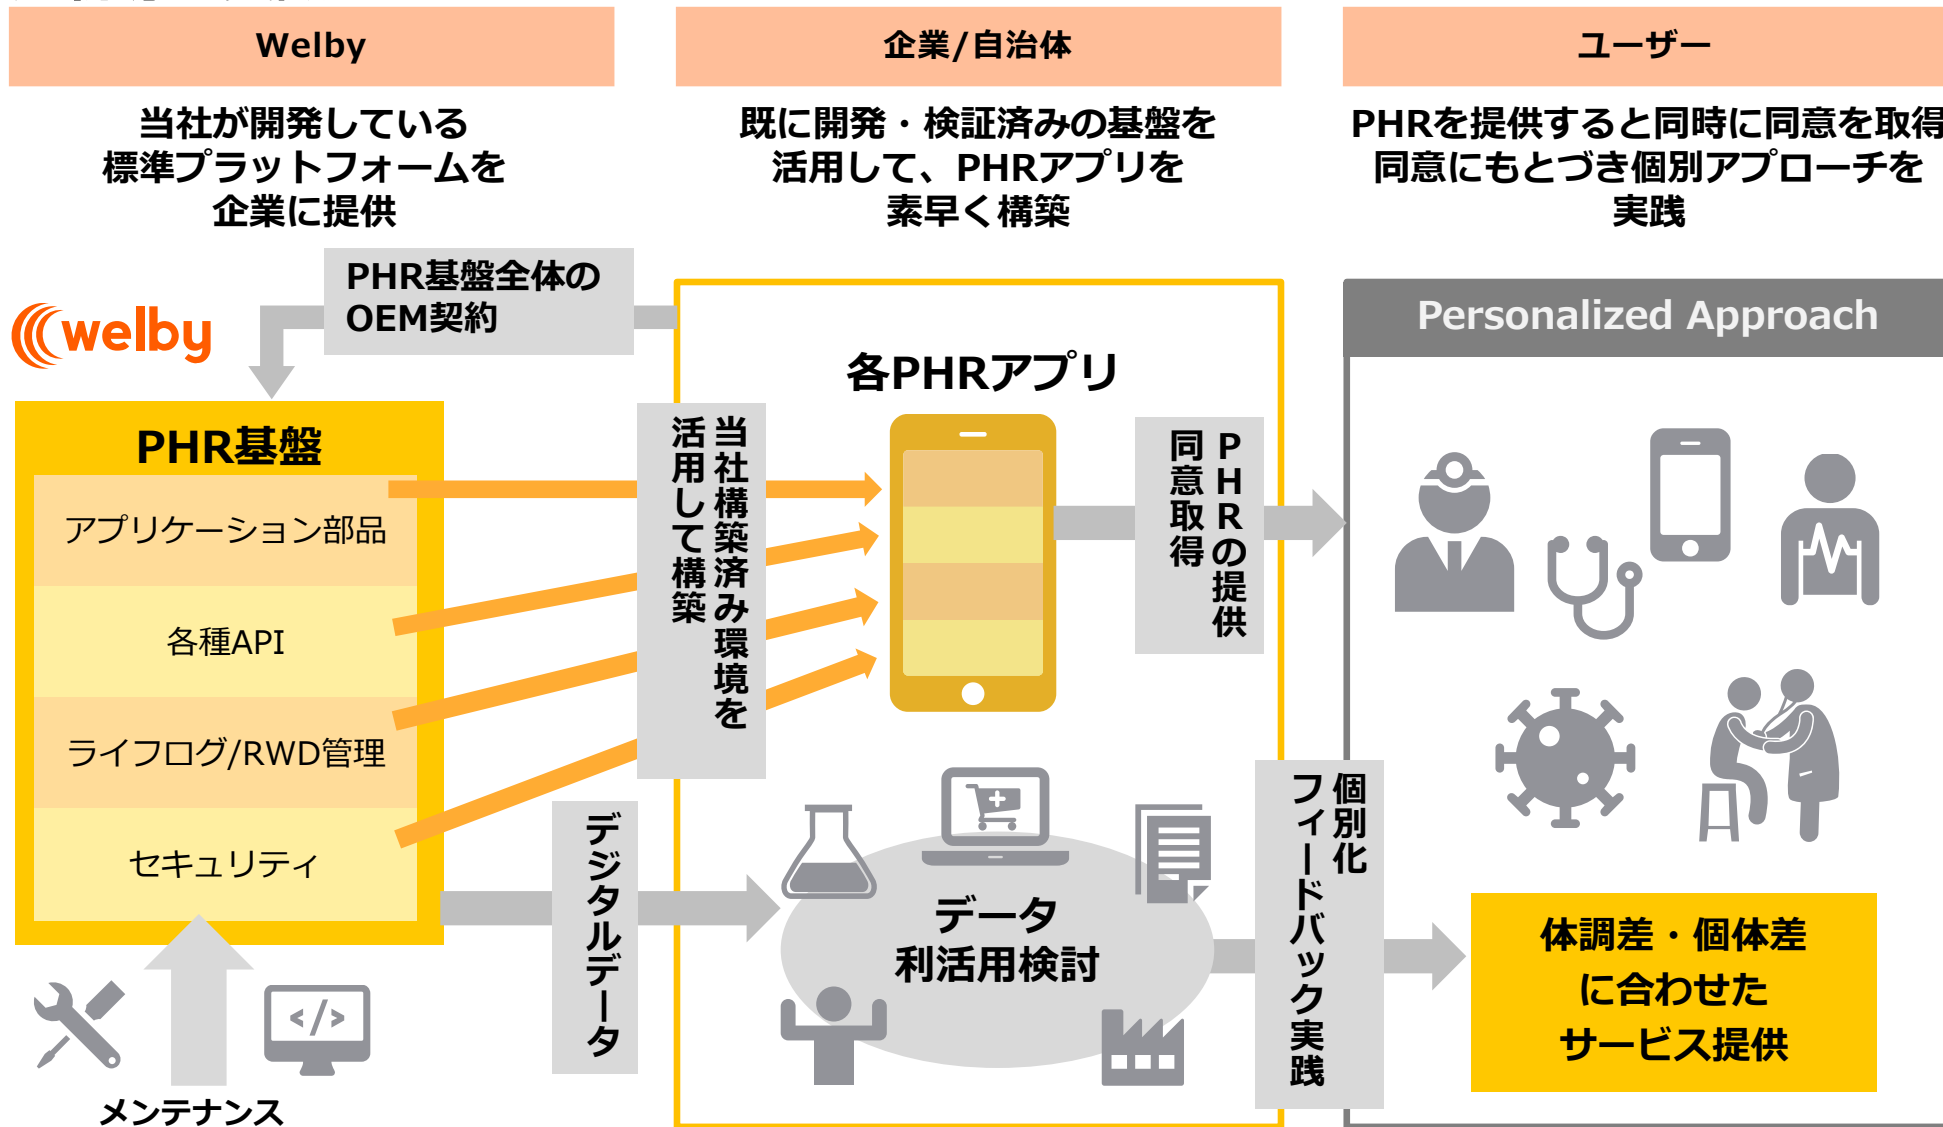 Welby
企業/自治体
ユーザー
当社が開発している
標準プラットフォームを
企業に提供
既に開発・検証済みの基盤を
活用して、PHRアプリを
素早く構築
PHRを提供すると同時に同意を取得
同意にもとづき個別アプローチを
実践
PHR基盤全体の
OEM契約
welby
PHR基盤
アプリケーション部品
各種API
ライフログ/RWD管理
セキュリティ
メンテナンス
</>
当社構築済み環境を
活用して構築
デジタルデータ
各PHRアプリ
PHRの提供
同意取得
データ
利活用検討
個別化
フィードバック実践
Personalized Approach
体調差・個体差
に合わせた
サービス提供